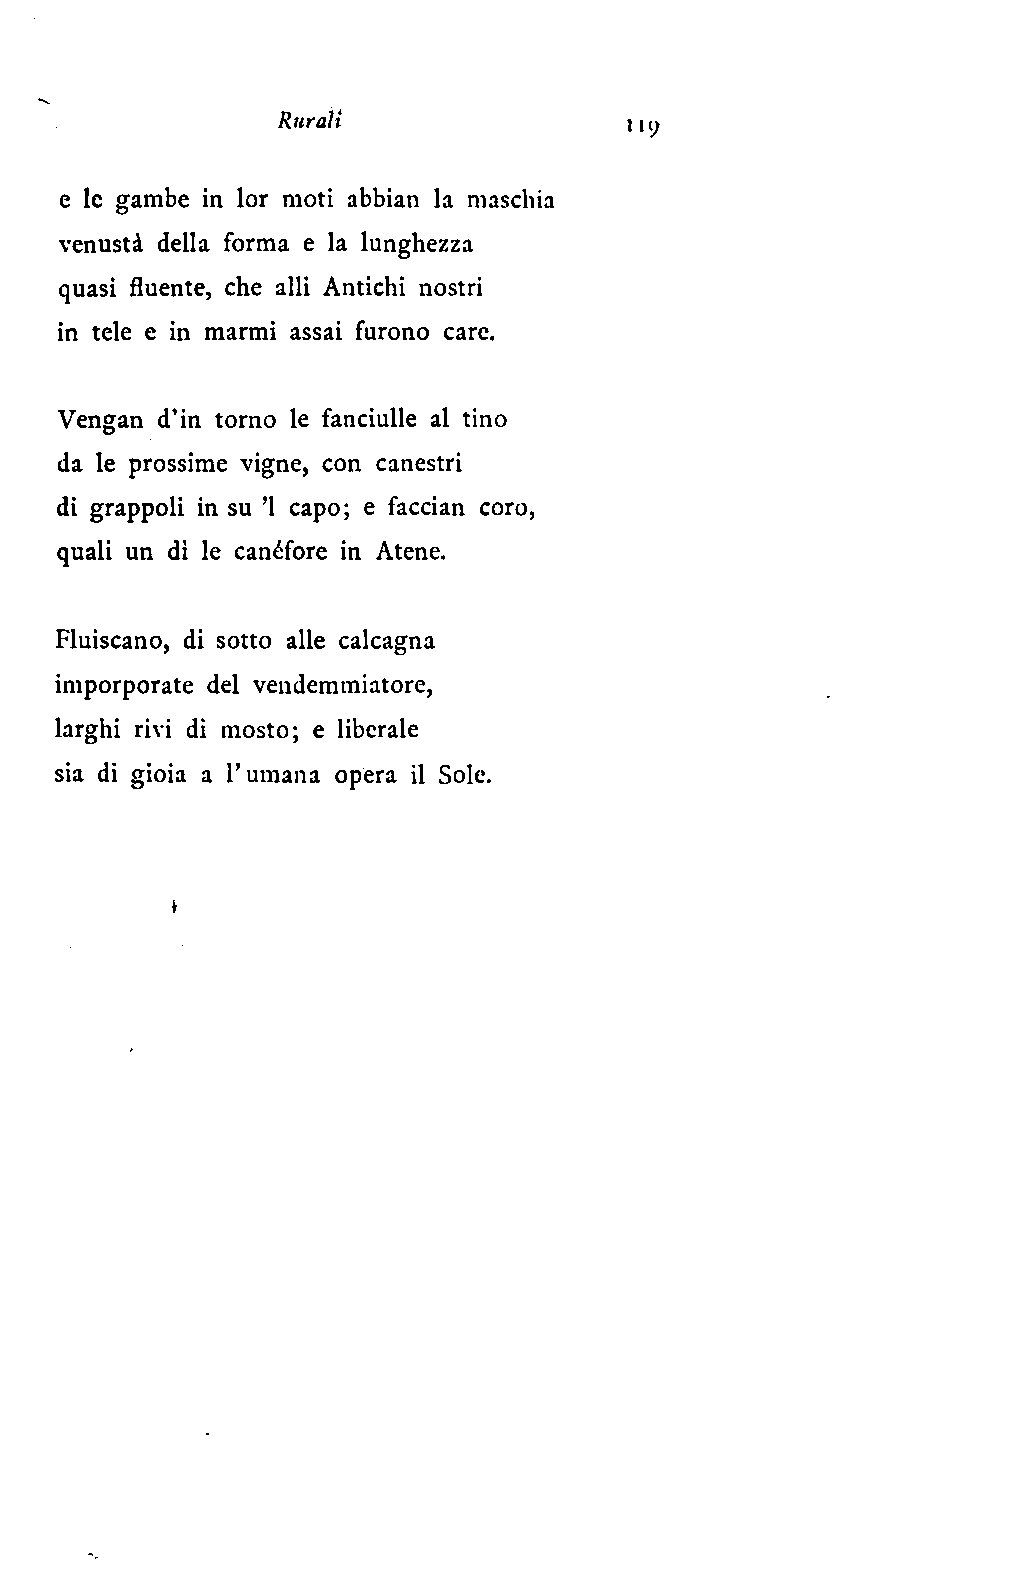 Rurali 119
e le gambe in lor moti abbian la maschia
venustà della forma e la lunghezza
quasi fluente, che alli Antichi nostri
in tele e in marmi assai furono care.
Vengan d'in torno le fanciulle al tino
da le prossime vigne, con canestri
di grappoli in su 'l capo; e faccian coro,
quali un dì le canéfore in Atene.
Fluiscano, di sotto alle calcagna
imporporate del vendemmiatore,
larghi rivi di mosto; e liberale
sia di gioia a l'umana opera il Sole.